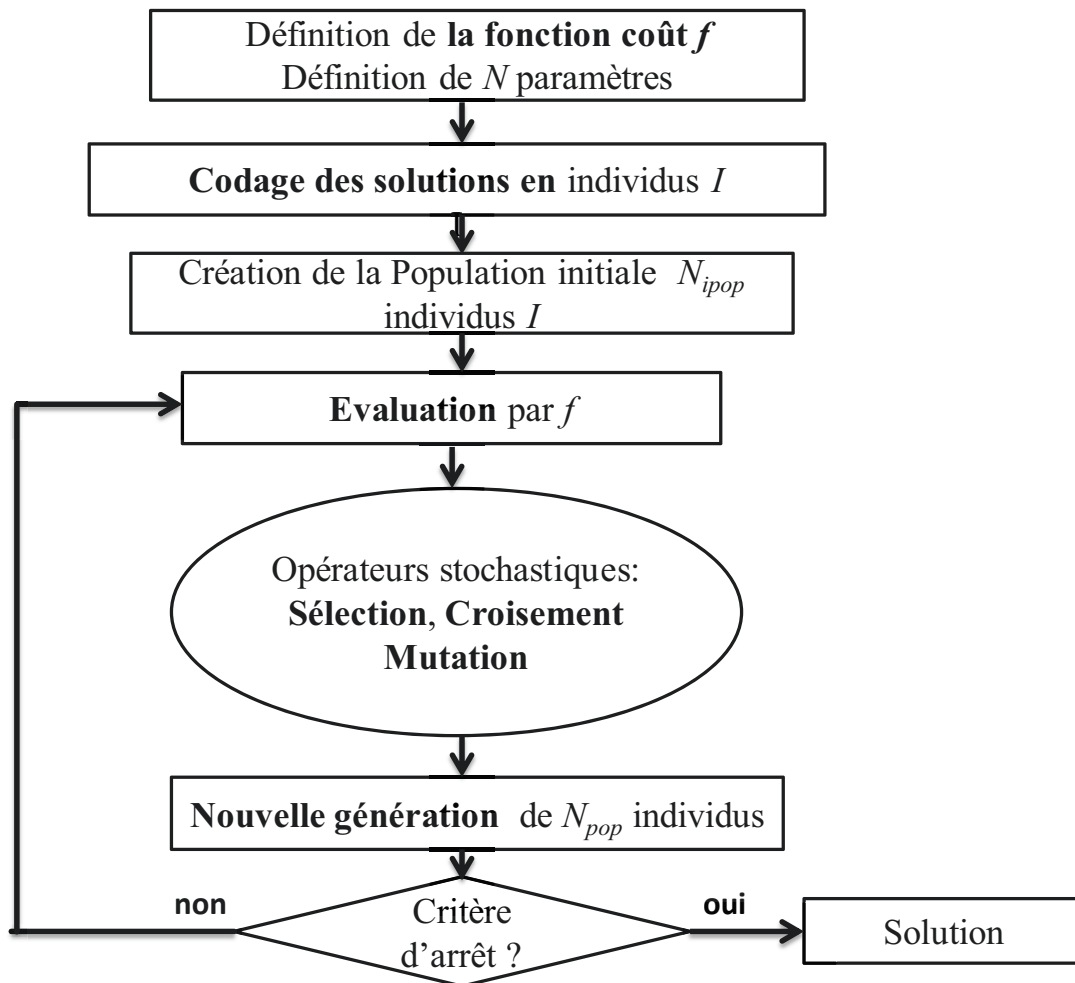 Définition de la fonction coût f
Définition de N paramètres
Codage des solutions en individus I
Création de la Population initiale N_ipop
individus I
Evaluation par f
Opérateurs stochastiques:
Sélection, Croisement
Mutation
Nouvelle génération de N_pop individus
non
Critère
d'arrêt ?
oui
Solution